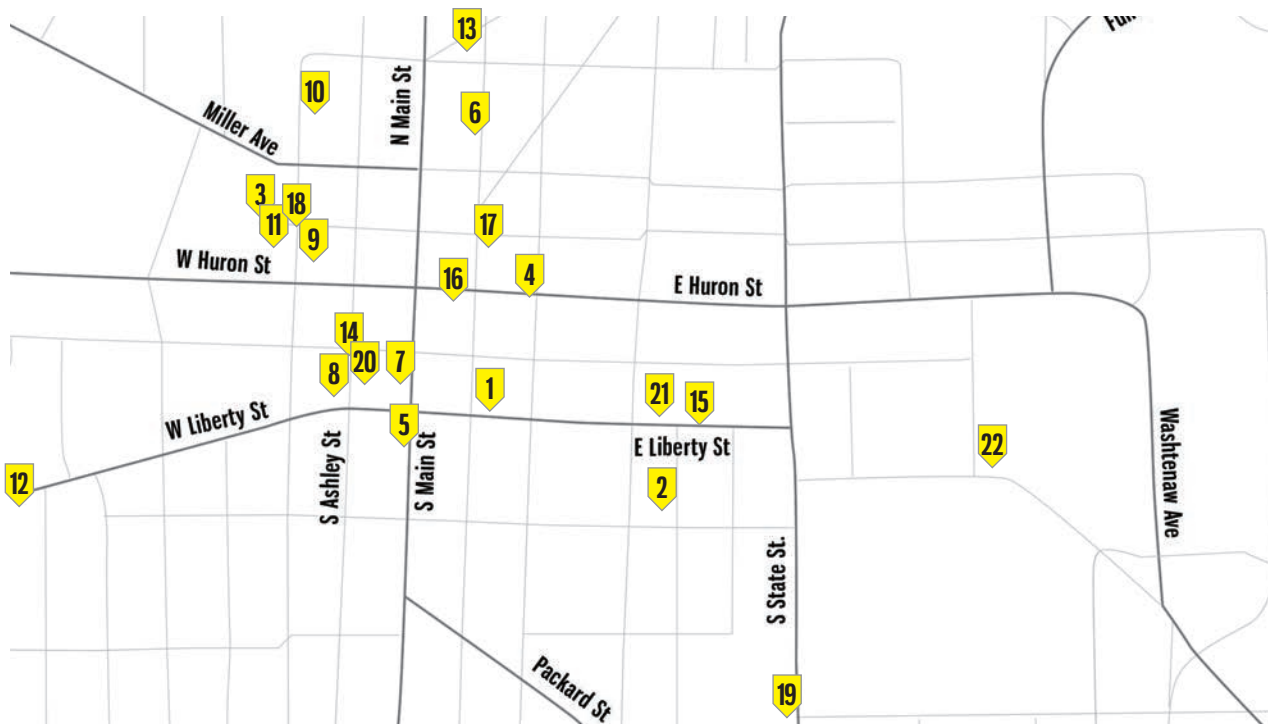 13
10
6
N Main St
Miller Ave
3
18
11
9
17
W Huron St
16
4
E Huron St
14
8
20
7
1
21
15
W Liberty St
5
E Liberty St
S Ashley St
S Main St
12
2
22
Washtenaw Ave
S State St.
Packard St
19